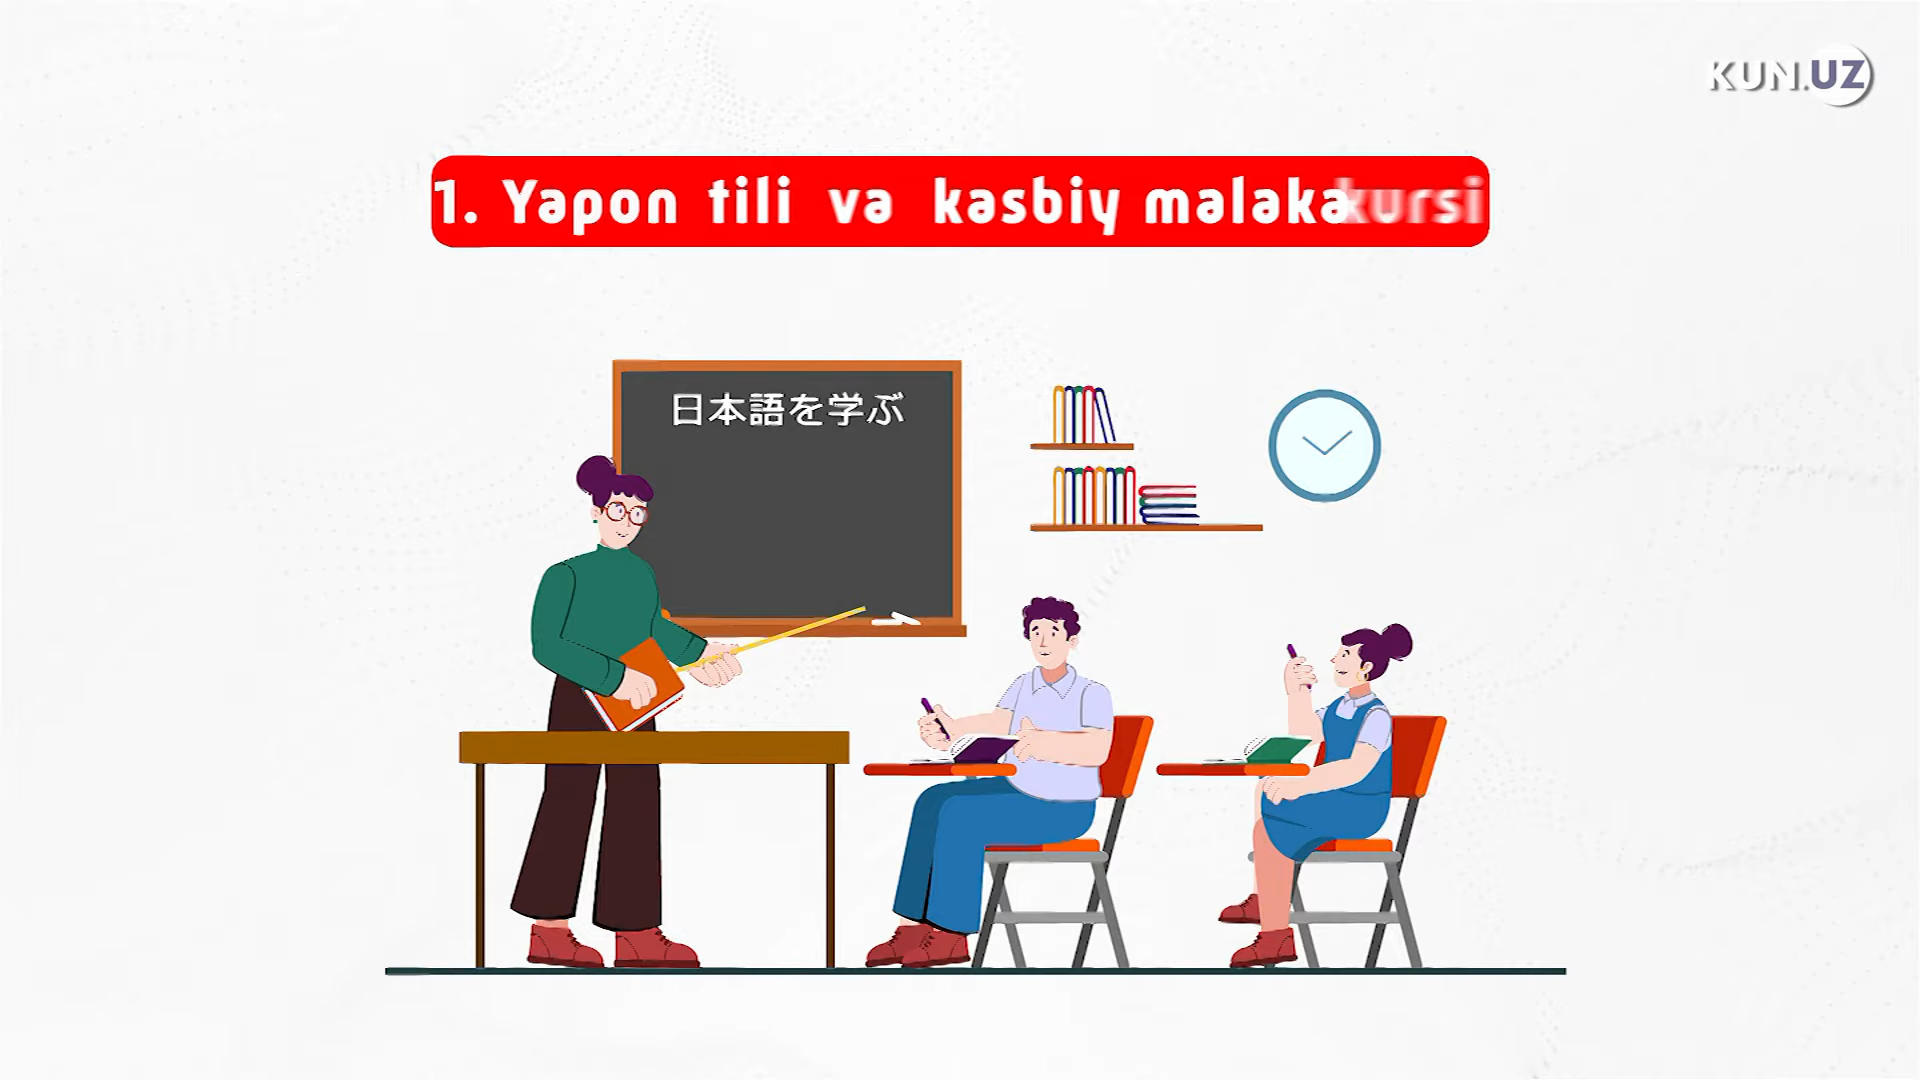 KUN.UZ
1. Yapon tili va kasbiy malaka kursi
日本語を学ぶ